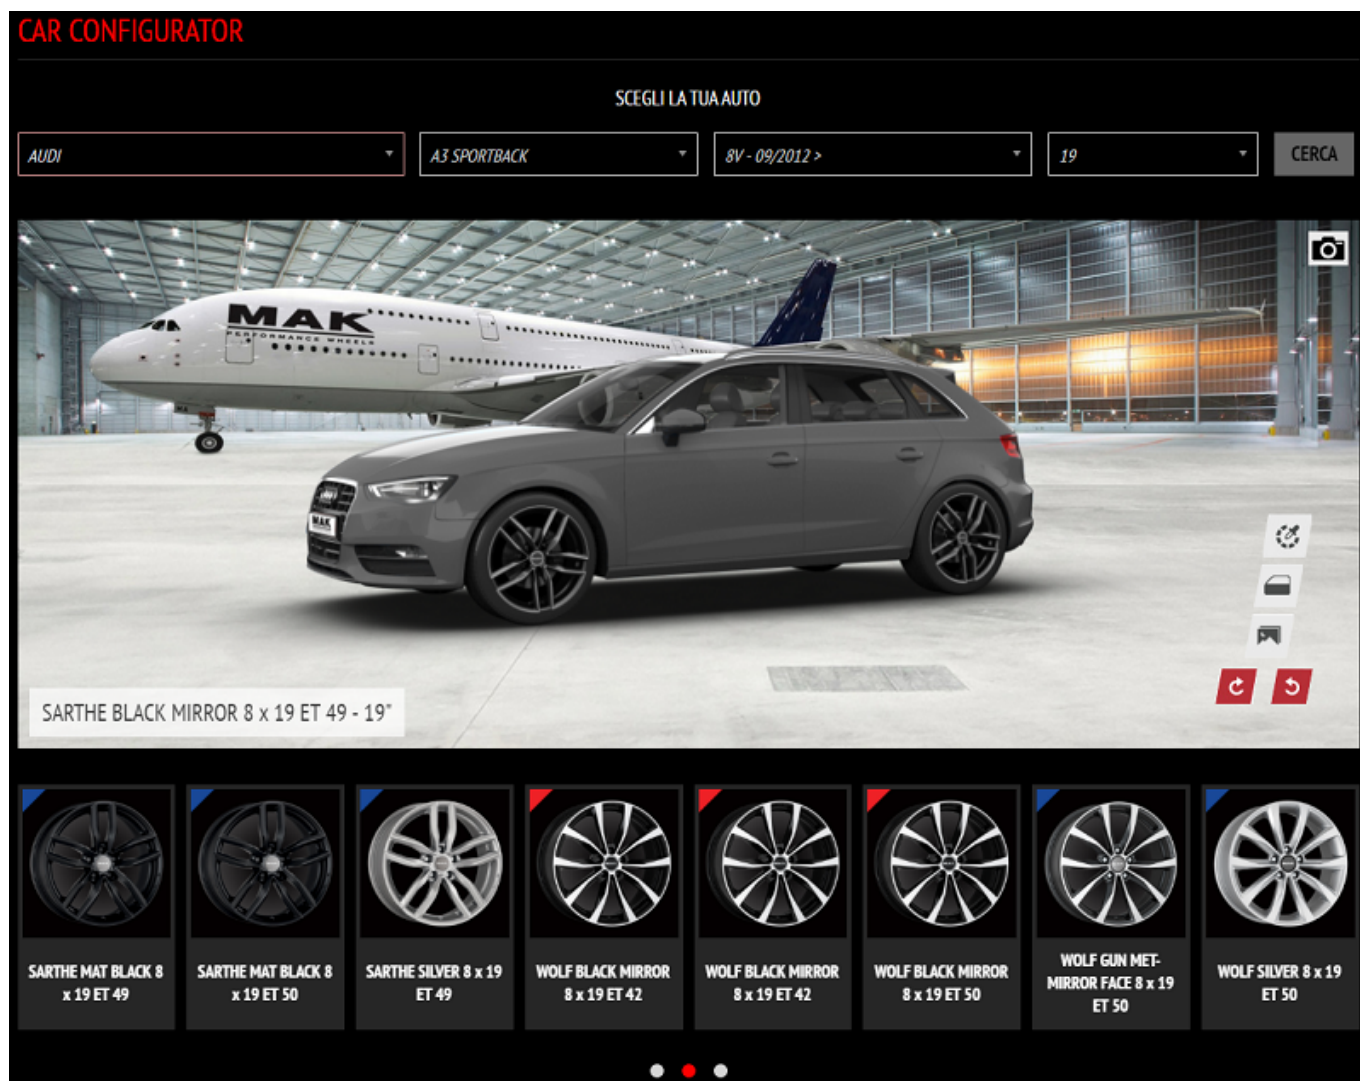 CAR CONFIGURATOR
SCEGLI LA TUA AUTO
AUDI
A3 SPORTBACK
8V - 09/2012 >
19
CERCA
MAK
PERFORMANCE WHEELS
MAK
MAK
SARTHE BLACK MIRROR 8 x 19 ET 49 - 19"
SARTHE MAT BLACK 8
x 19 ET 49
SARTHE MAT BLACK 8
x 19 ET 50
SARTHE SILVER 8 x 19
ET 49
WOLF BLACK MIRROR
8 x 19 ET 42
WOLF BLACK MIRROR
8 x 19 ET 42
WOLF BLACK MIRROR
8 x 19 ET 50
WOLF GUN MET-
MIRROR FACE 8 x 19
ET 50
WOLF SILVER 8 x 19
ET 50